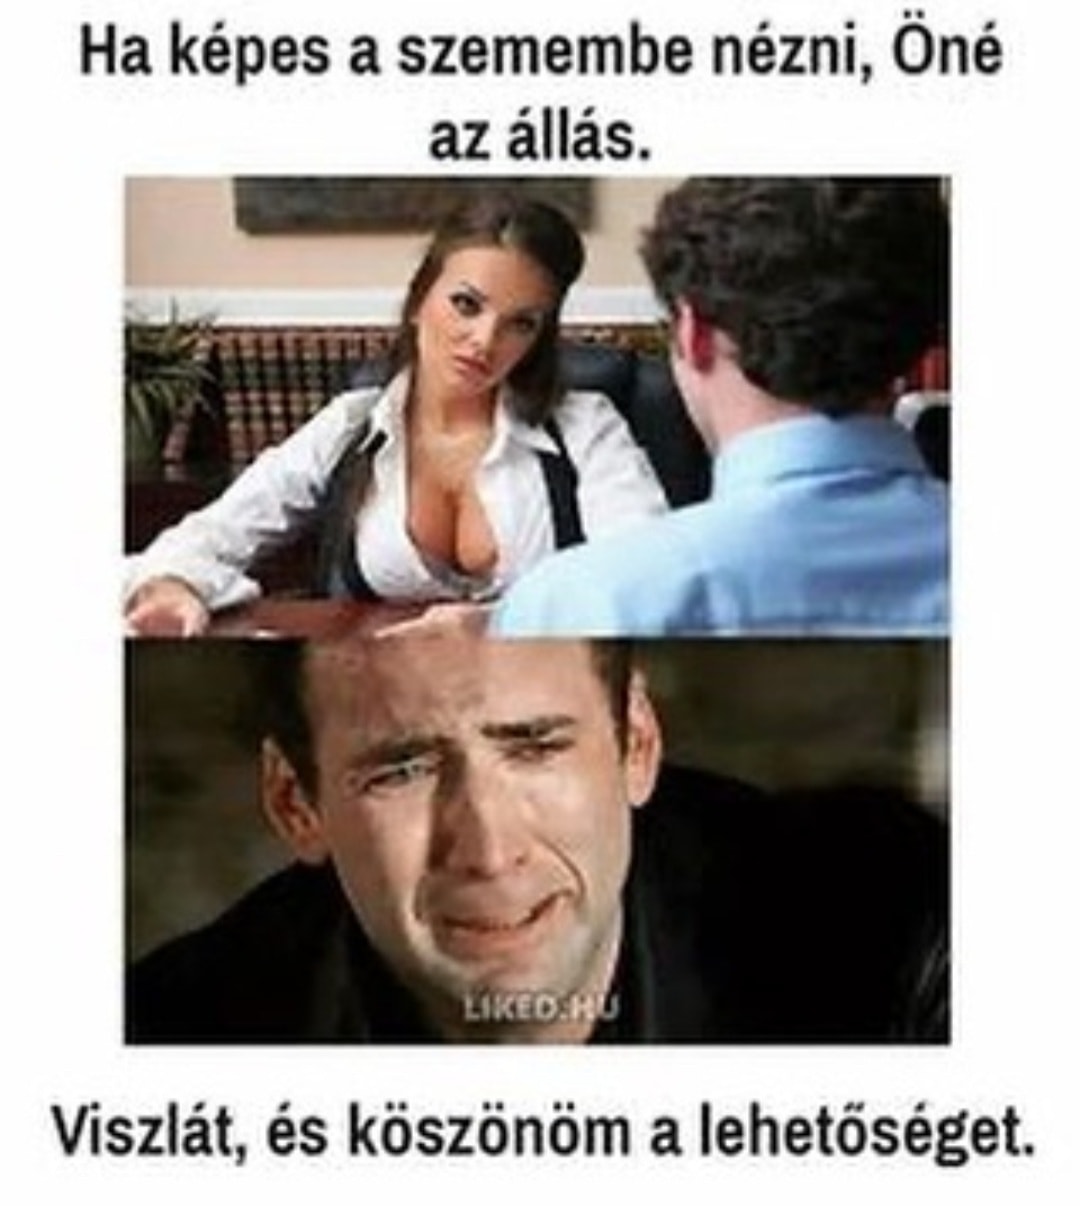 Ha képes a szemembe nézni, Öné
az állás.
LIKED.HU
Viszlát, és köszönöm a lehetőséget.